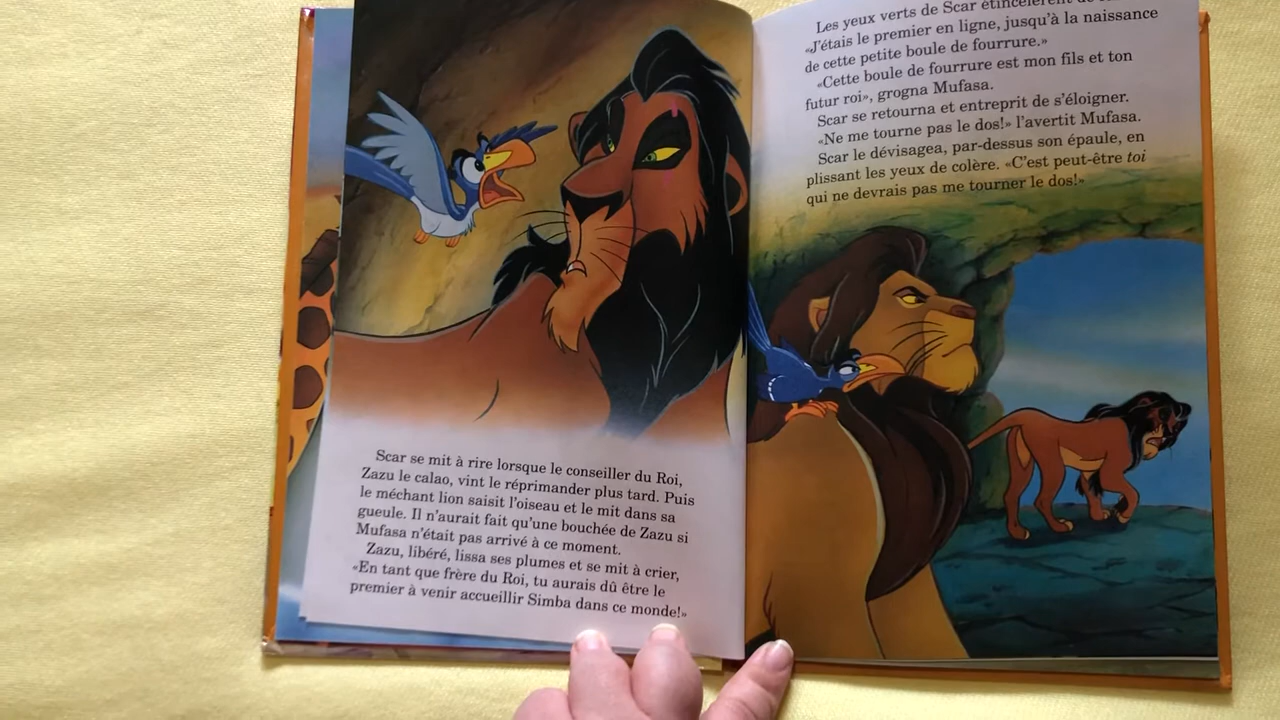 Scar se mit à rire lorsque le conseiller du Roi,
Zazu le calao, vint le réprimander plus tard. Puis
le méchant lion saisit l'oiseau et le mit dans sa
gueule. Il n'aurait fait qu'une bouchée de Zazu si
Mufasa n'était pas arrivé à ce moment.
Zazu, libéré, lissa ses plumes et se mit à crier,
«En tant que frère du Roi, tu aurais dû être le
premier à venir accueillir Simba dans ce monde!»
Les yeux verts de Scar étincelèrent de
«J'étais le premier en ligne, jusqu'à la naissance
de cette petite boule de fourrure.»
«Cette boule de fourrure est mon fils et ton
futur roi», grogna Mufasa.
Scar se retourna et entreprit de s'éloigner.
«Ne me tourne pas le dos!» l'avertit Mufasa.
Scar le dévisagea, par-dessus son épaule, en
plissant les yeux de colère. «C'est peut-être toi
qui ne devrais pas me tourner le dos!»